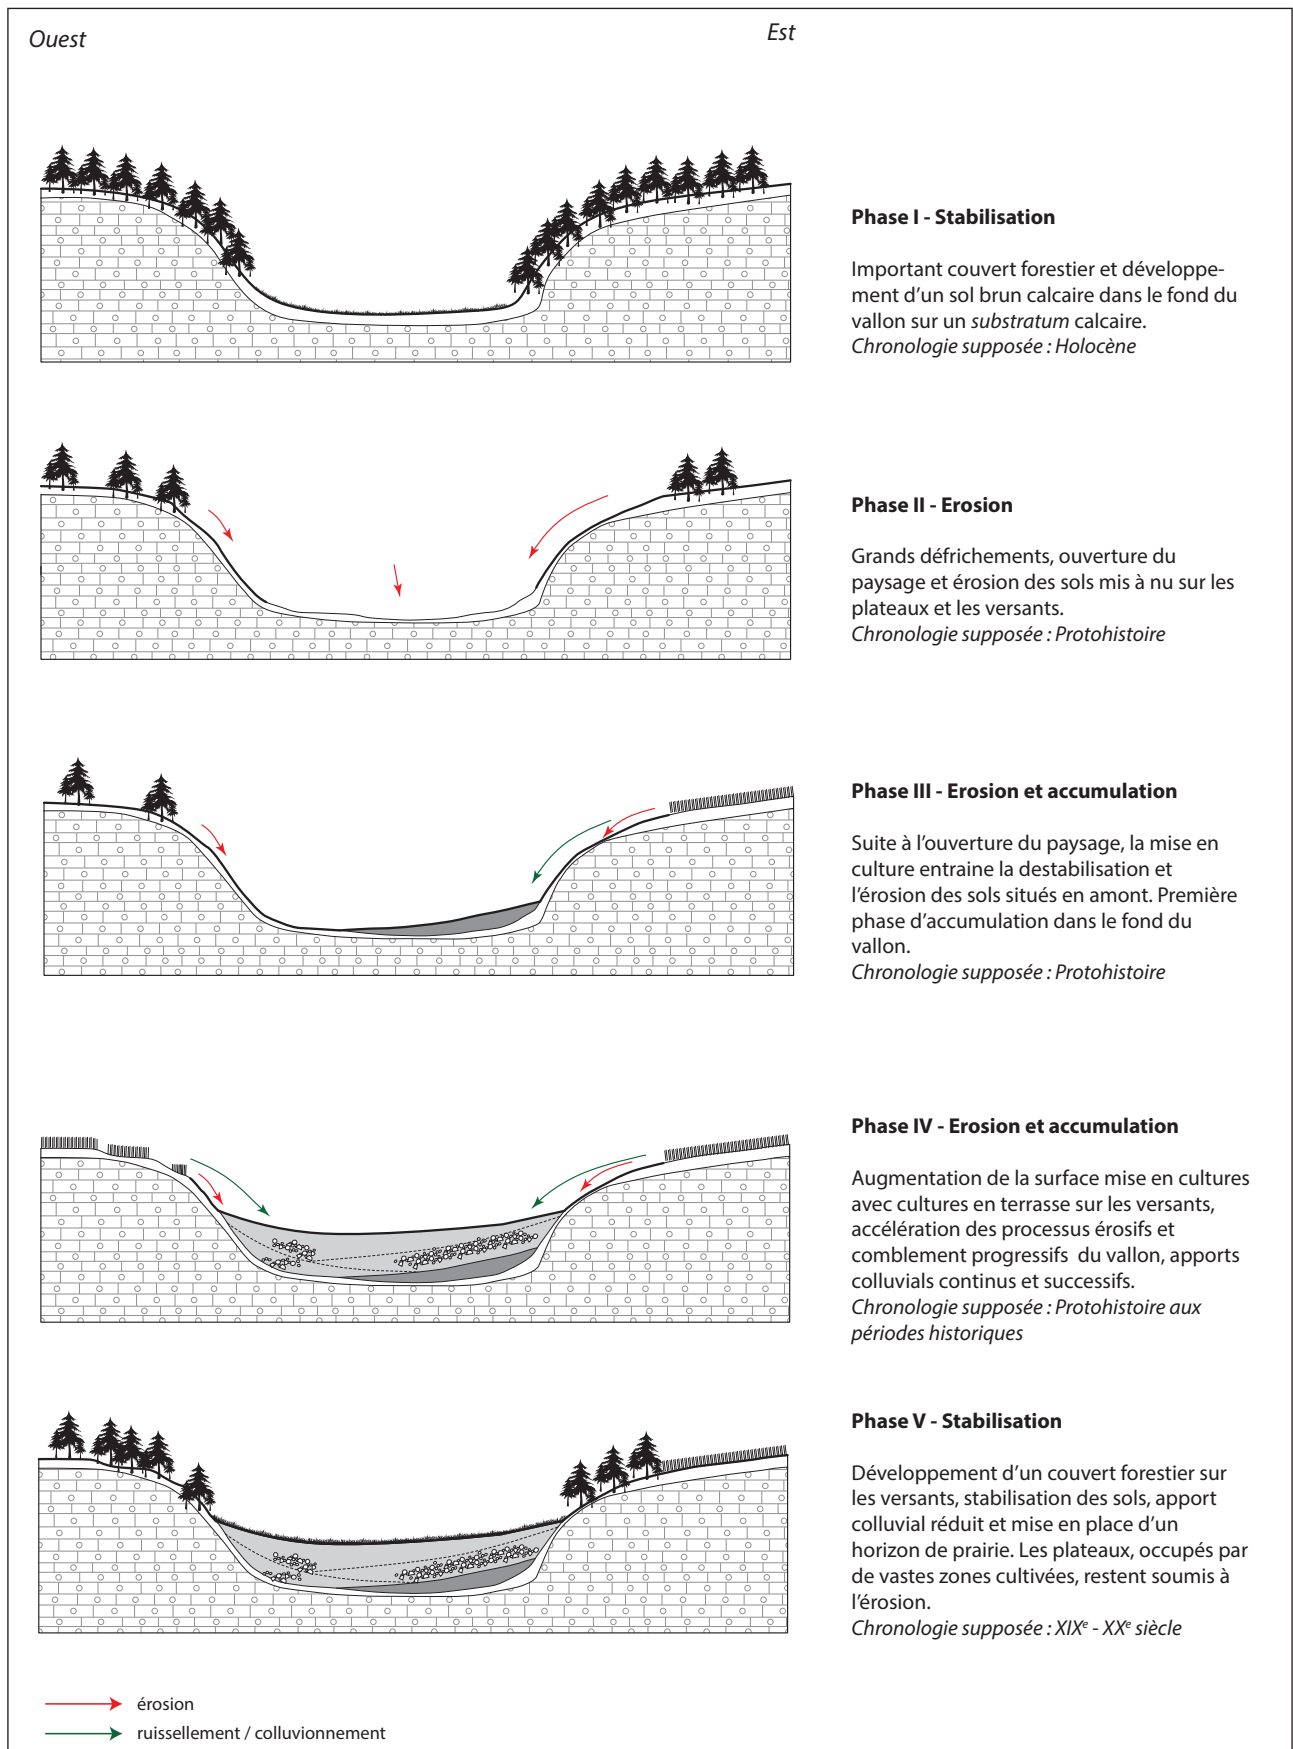 Ouest
Est
Phase I - Stabilisation
Important couvert forestier et développe-
ment d'un sol brun calcaire dans le fond du
vallon sur un substratum calcaire.
Chronologie supposée : Holocène
Phase II - Erosion
Grands défrichements, ouverture du
paysage et érosion des sols mis à nu sur les
plateaux et les versants.
Chronologie supposée : Protohistoire
Phase III - Erosion et accumulation
Suite à l'ouverture du paysage, la mise en
culture entraine la destabilisation et
l'érosion des sols situés en amont. Première
phase d'accumulation dans le fond du
vallon.
Chronologie supposée : Protohistoire
Phase IV - Erosion et accumulation
Augmentation de la surface mise en cultures
avec cultures en terrasse sur les versants,
accélération des processus érosifs et
comblement progressifs du vallon, apports
colluvials continus et successifs.
Chronologie supposée : Protohistoire aux
périodes historiques
Phase V - Stabilisation
Développement d'un couvert forestier sur
les versants, stabilisation des sols, apport
colluvial réduit et mise en place d'un
horizon de prairie. Les plateaux, occupés par
de vastes zones cultivées, restent soumis à
l'érosion.
Chronologie supposée : XIXe - XXe siècle
érosion
ruissellement / colluvionnement